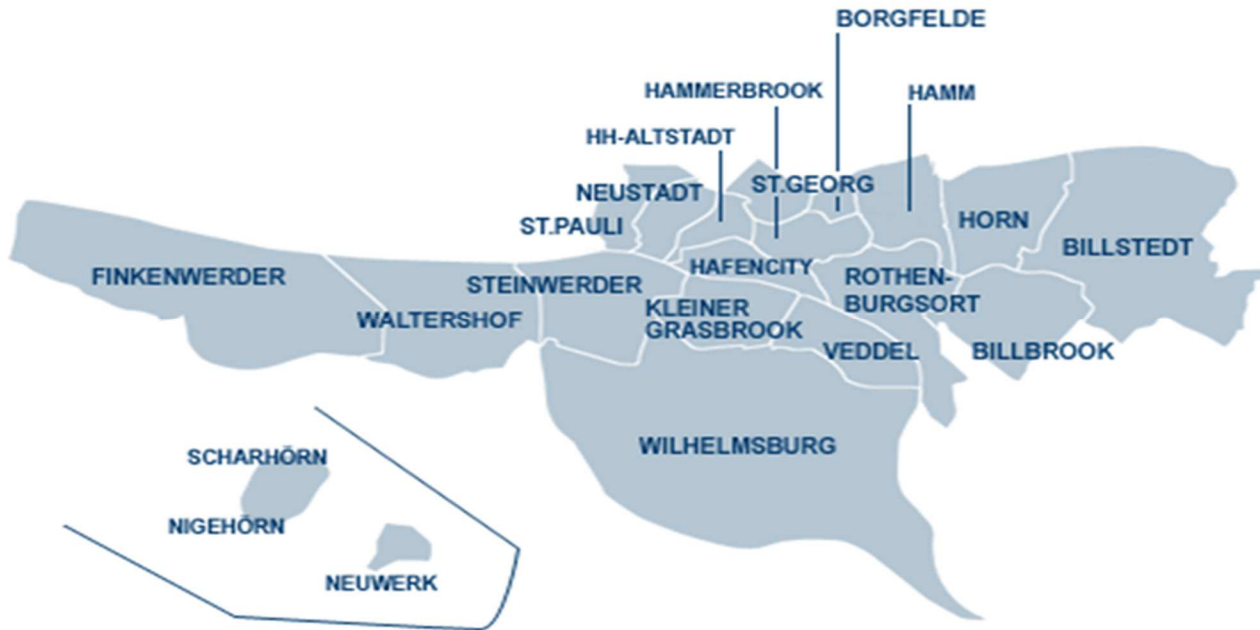 BORGFELDE
HAMMERBROOK
HAMM
HH-ALTSTADT
ST.GEORG
NEUSTADT
ST.PAULI
HORN
BILLSTEDT
HAFENCITY
FINKENWERDER
STEINWERDER
ROTHEN-
BURGSORT
KLEINER
GRASBROOK
WALTERSHOF
VEDDEL
BILLBROOK
WILHELMSBURG
SCHARHÖRN
NIGEHÖRN
NEUWERK